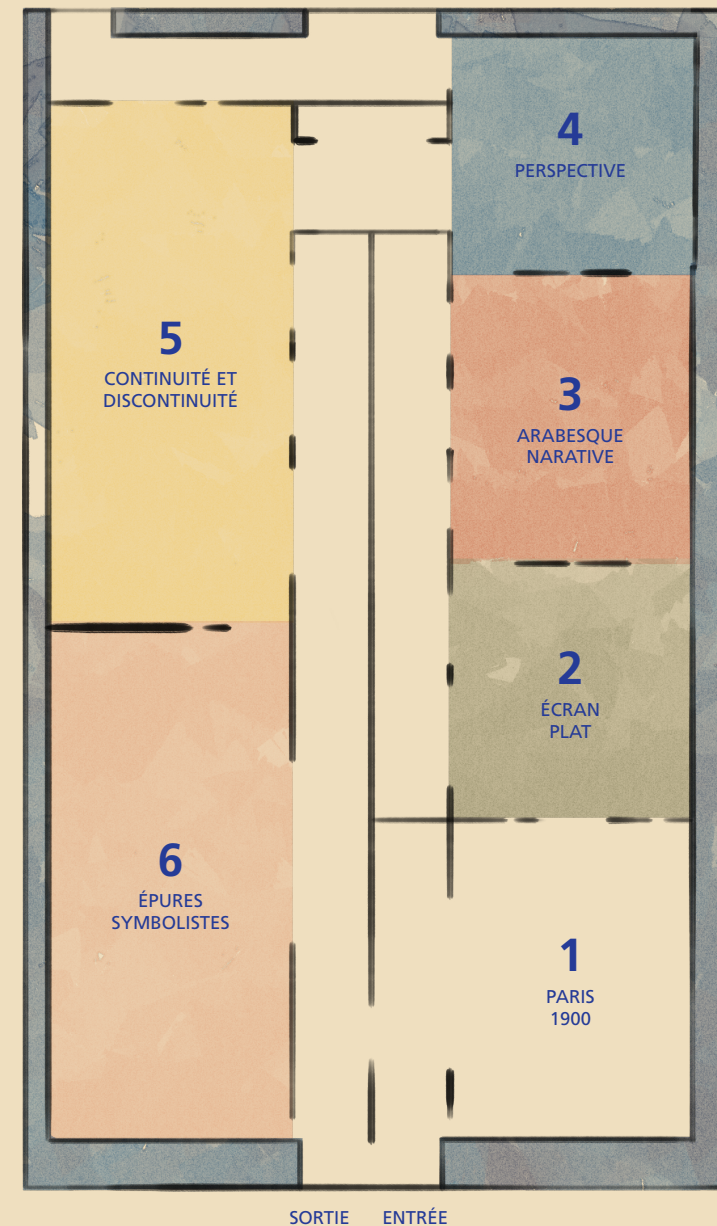 4
PERSPECTIVE
5
CONTINUITÉ ET
DISCONTINUITÉ
3
ARABESQUE
NARATIVE
2
ÉCRAN
PLAT
6
ÉPURES
SYMBOLISTES
1
PARIS
1900
SORTIE ENTRÉE